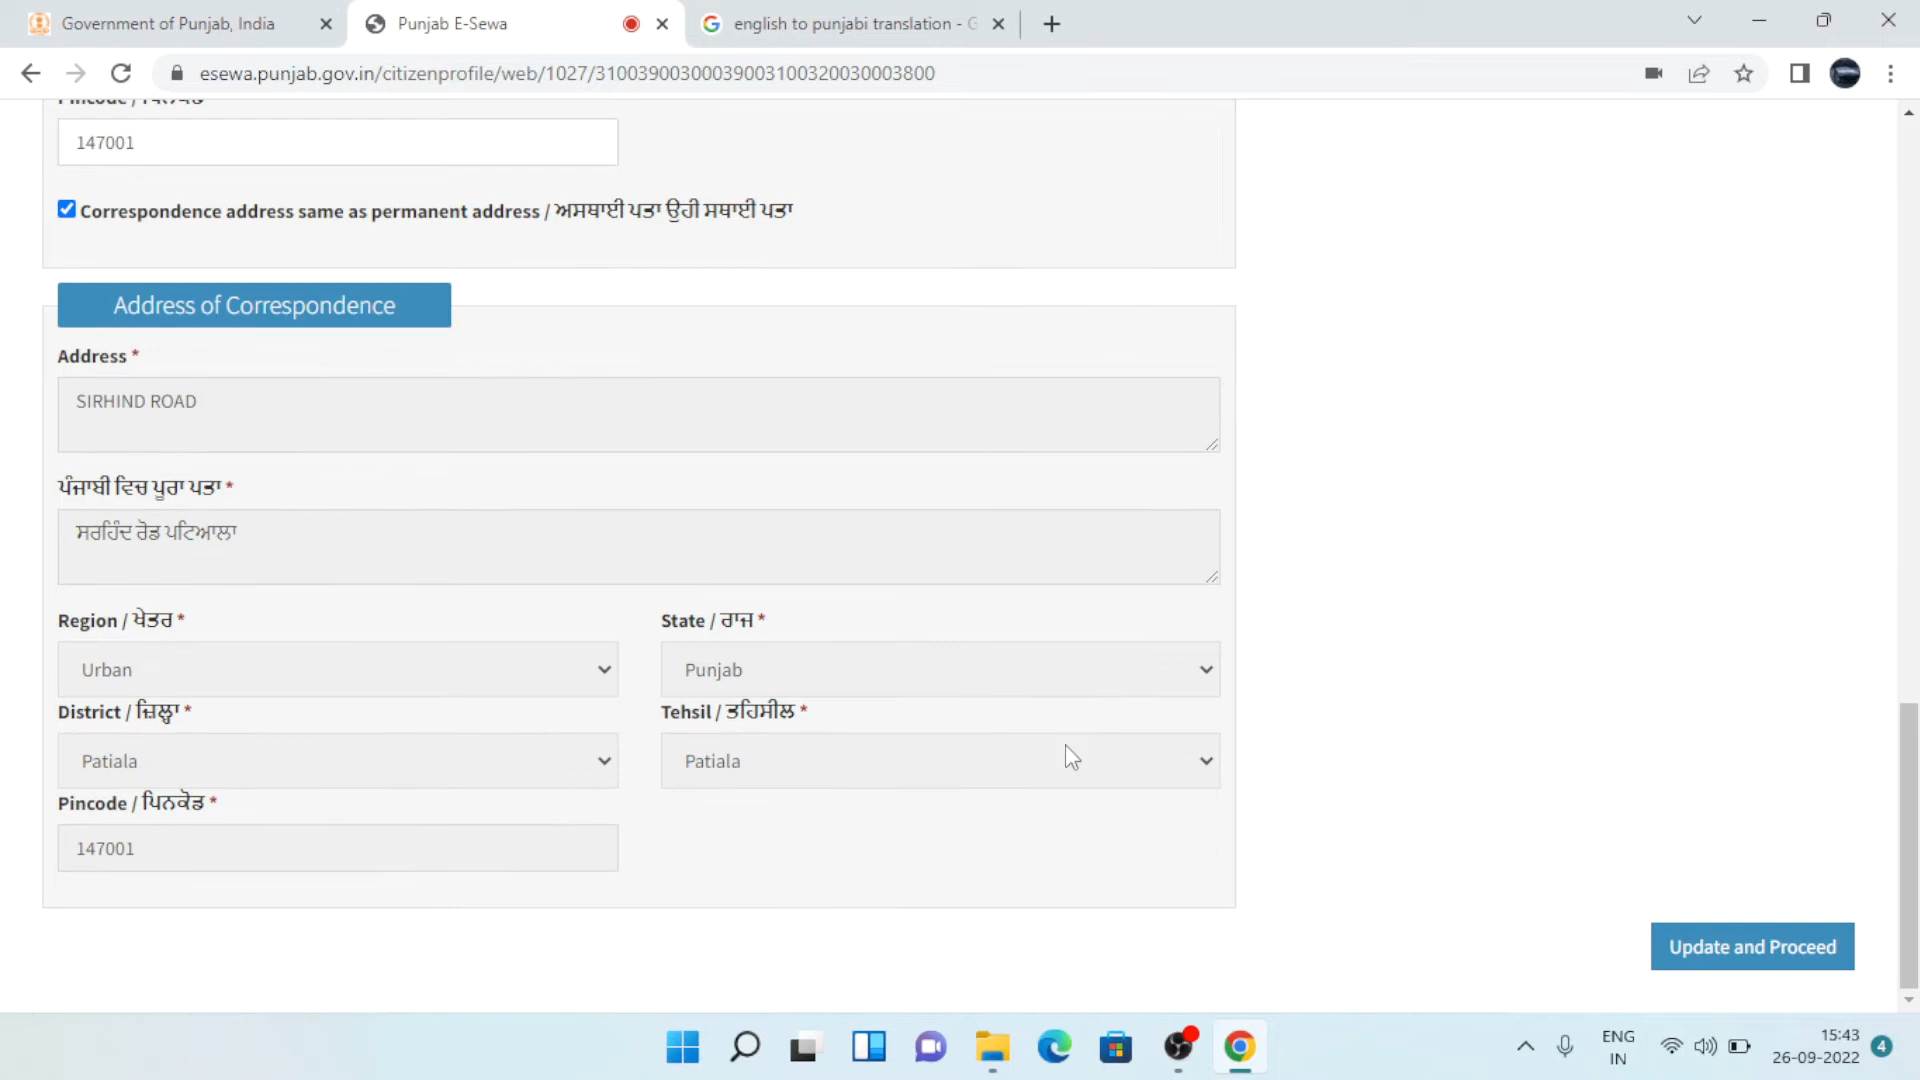 Government of Punjab, India
Punjab E-Sewa
english to punjabi translation - G
esewa.punjab.gov.in/citizenprofile/web/1027/31003900300039003100320030003800
Pincode / ਪਿਨਕੋਡ
147001
Correspondence address same as permanent address / ਅਸਥਾਈ ਪਤਾ ਉਹੀ ਸਥਾਈ ਪਤਾ
Address of Correspondence
Address *
SIRHIND ROAD
ਪੰਜਾਬੀ ਵਿਚ ਪੂਰਾ ਪਤਾ *
ਸਰਹਿੰਦ ਰੋਡ ਪਟਿਆਲਾ
Region / ਖੇਤਰ * State / ਰਾਜ *
Urban Punjab
District / ਜ਼ਿਲ੍ਹਾ * Tehsil / ਤਹਿਸੀਲ *
Patiala Patiala
Pincode / ਪਿਨਕੋਡ *
147001
Update and Proceed
ENG 15:43
IN 26-09-2022 4